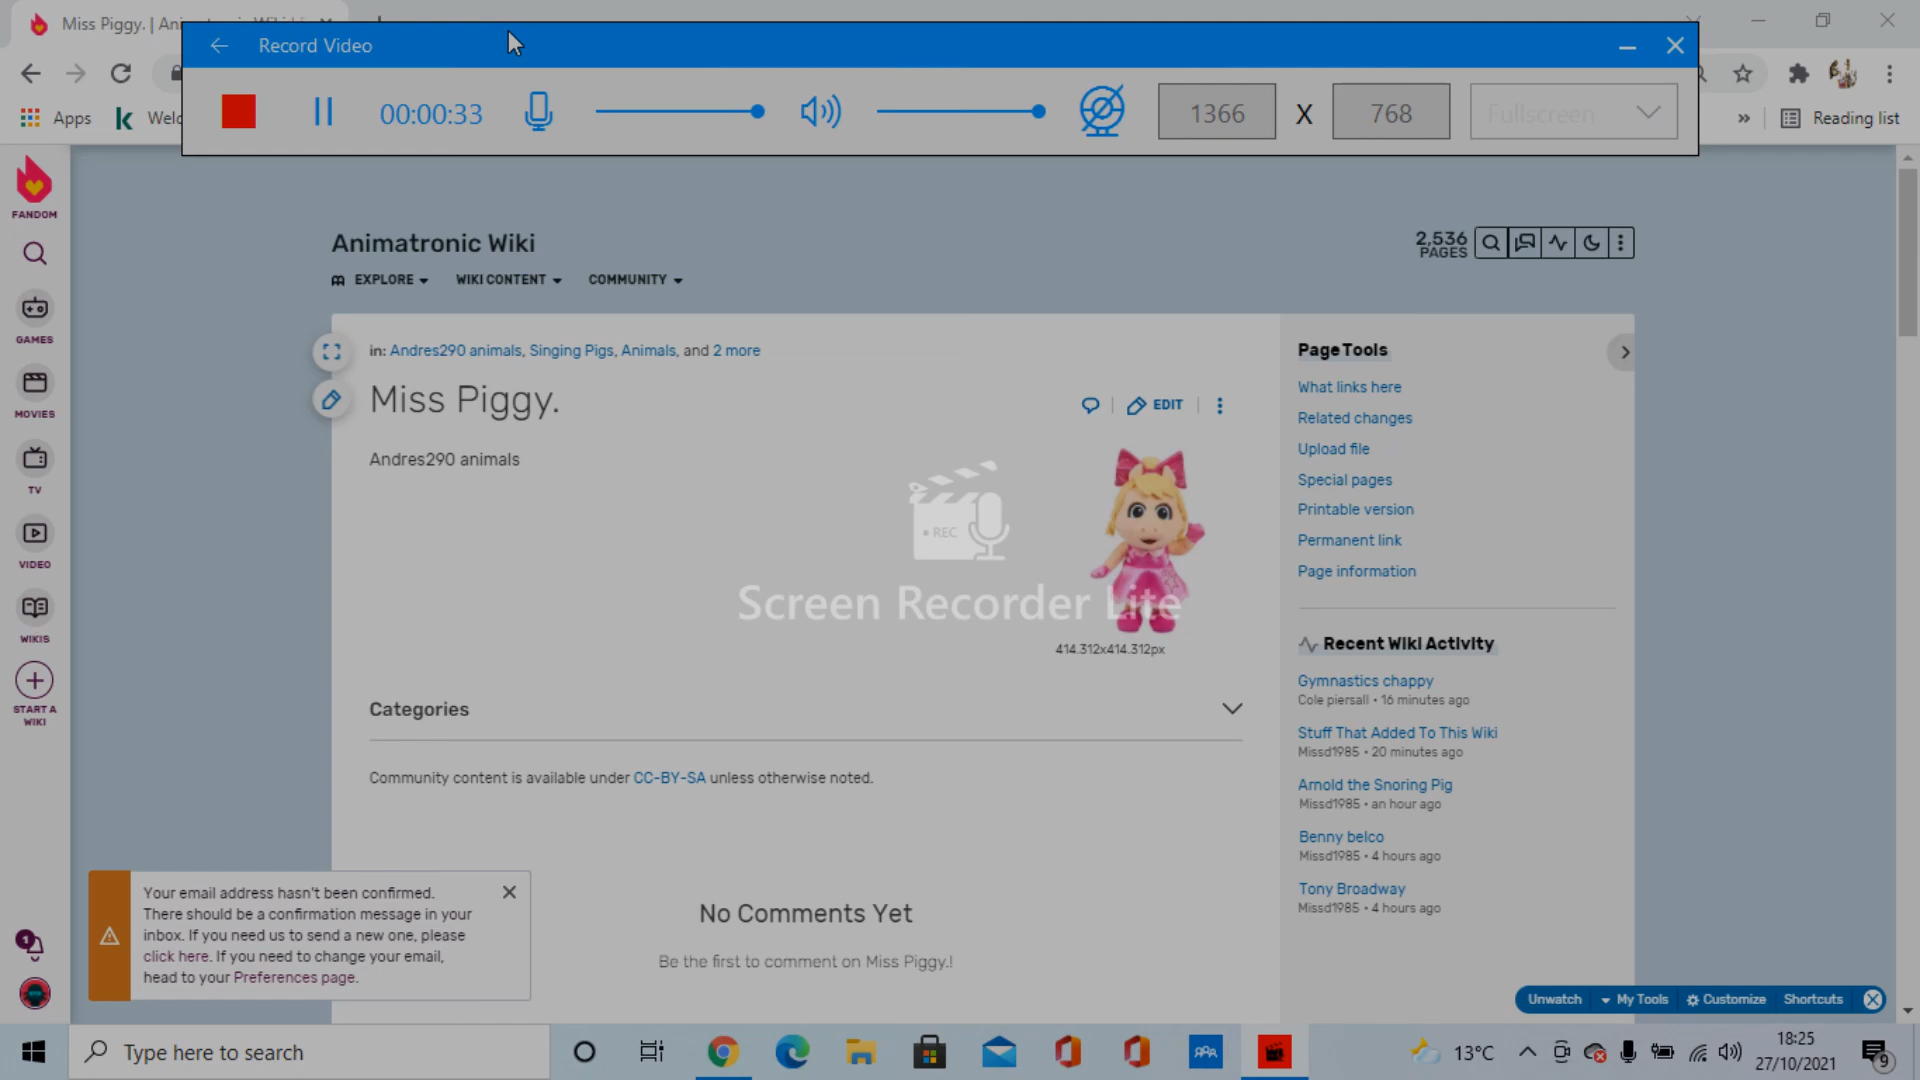 Miss Piggy. | Ani
Record Video
00:00:33
1366
X
768
Fullscreen
Apps
Welc
»
Reading list
FANDOM
GAMES
MOVIES
TV
VIDEO
WIKIS
START A
WIKI
1
Animatronic Wiki
2,536
PAGES
EXPLORE
WIKI CONTENT
COMMUNITY
in: Andres290 animals, Singing Pigs, Animals, and 2 more
Miss Piggy.
EDIT
Andres290 animals
• REC
Screen Recorder Lite
414.312x414.312px
Categories
Community content is available under CC-BY-SA unless otherwise noted.
No Comments Yet
Be the first to comment on Miss Piggy.!
Page Tools
What links here
Related changes
Upload file
Special pages
Printable version
Permanent link
Page information
Recent Wiki Activity
Gymnastics chappy
Cole piersall • 16 minutes ago
Stuff That Added To This Wiki
Missd1985 • 20 minutes ago
Arnold the Snoring Pig
Missd1985 • an hour ago
Benny belco
Missd1985 • 4 hours ago
Tony Broadway
Missd1985 • 4 hours ago
Your email address hasn't been confirmed.
There should be a confirmation message in your
inbox. If you need us to send a new one, please
click here. If you need to change your email,
head to your Preferences page.
Unwatch
My Tools
Customize
Shortcuts
Type here to search
13°C
18:25
27/10/2021
9